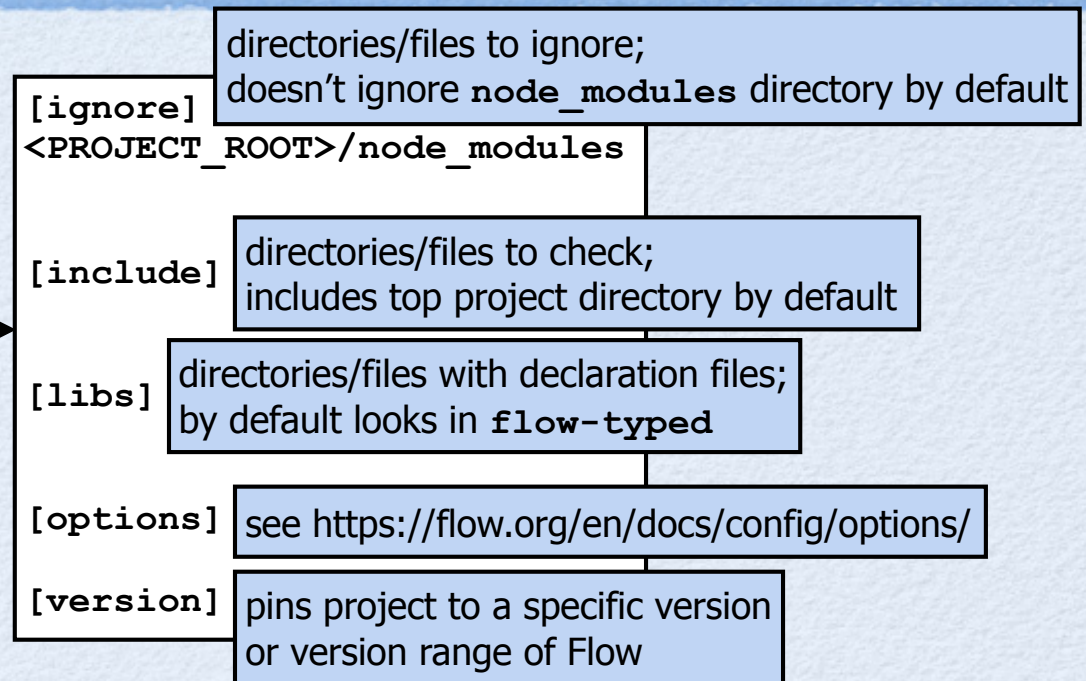 directories/files to ignore;
doesn’t ignore node_modules directory by default
[ignore]
<PROJECT_ROOT>/node_modules
[include]
directories/files to check;
includes top project directory by default
[libs]
directories/files with declaration files;
by default looks in flow-typed
[options]
see https://flow.org/en/docs/config/options/
[version]
pins project to a specific version
or version range of Flow